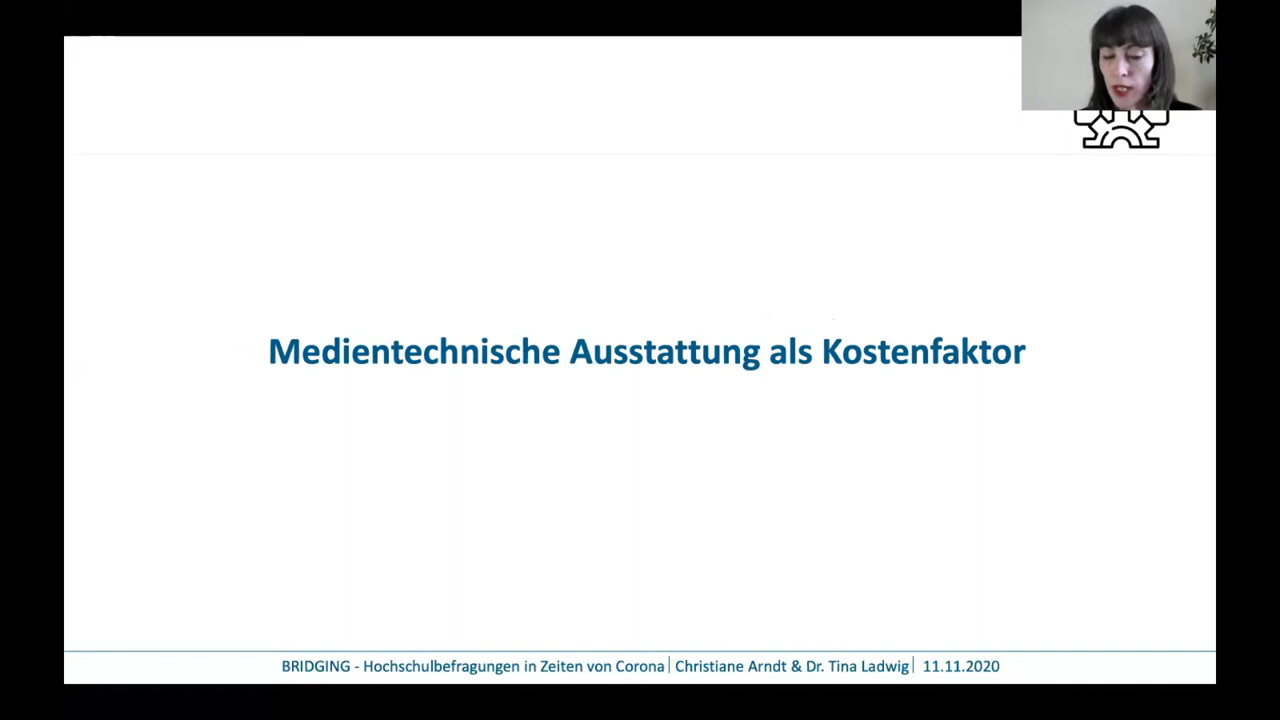 Medientechnische Ausstattung als Kostenfaktor
BRIDGING - Hochschulbefragungen in Zeiten von Corona| Christiane Arndt & Dr. Tina Ladwig| 11.11.2020